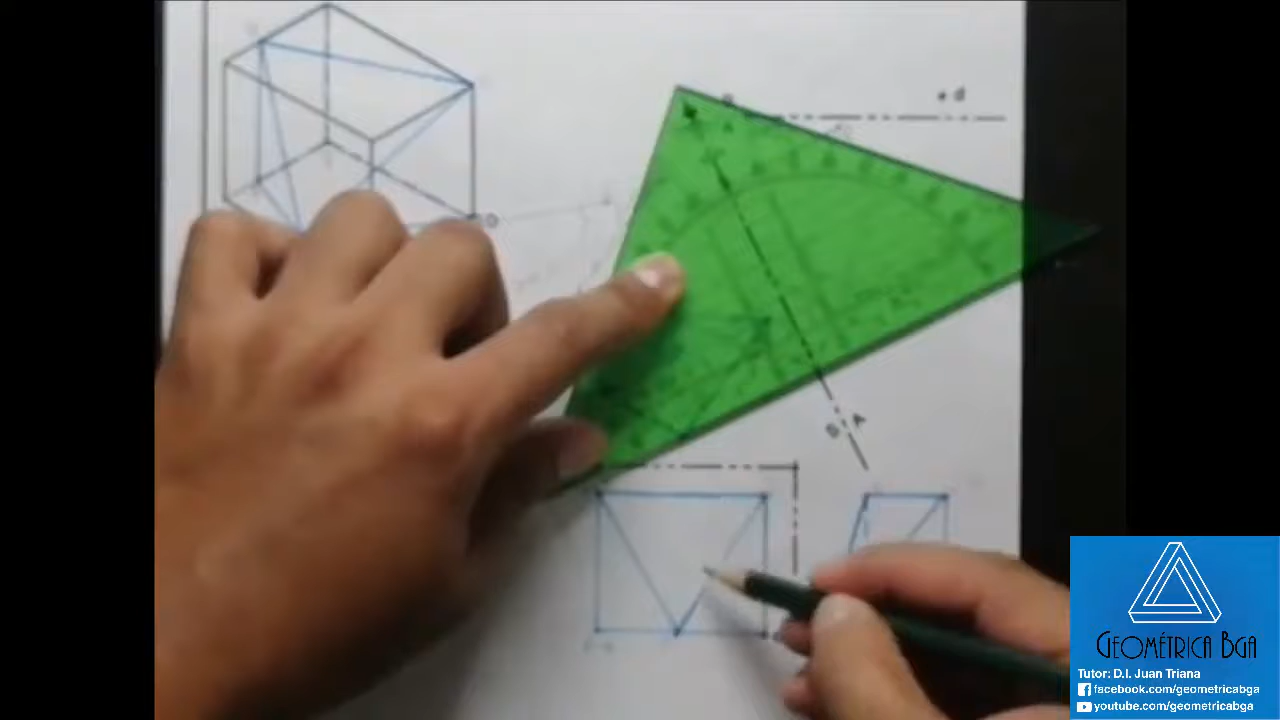 d
B
A
GEOMÉTRICA BGA
Tutor: D.I. Juan Triana
facebook.com/geometricabga
youtube.com/geometricabga